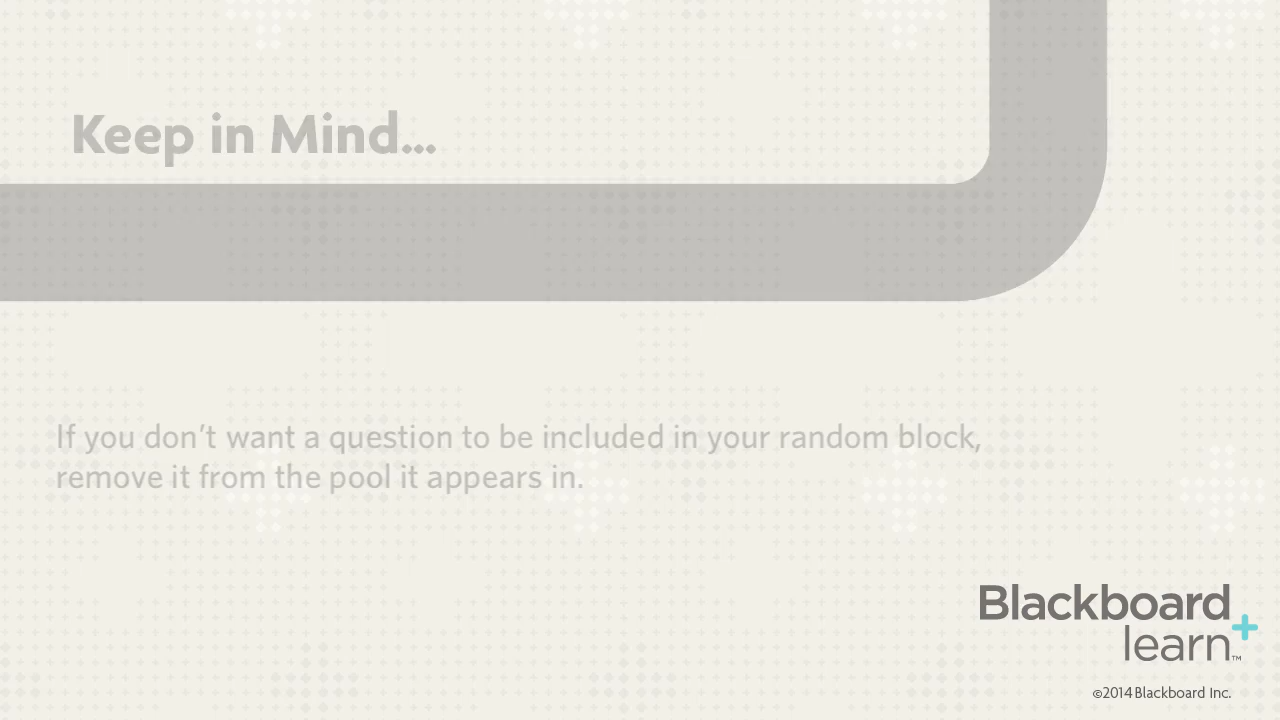 Keep in Mind...
If you don’t want a question to be included in your random block,
remove it from the pool it appears in.
Blackboard
learn+™
©2014 Blackboard Inc.